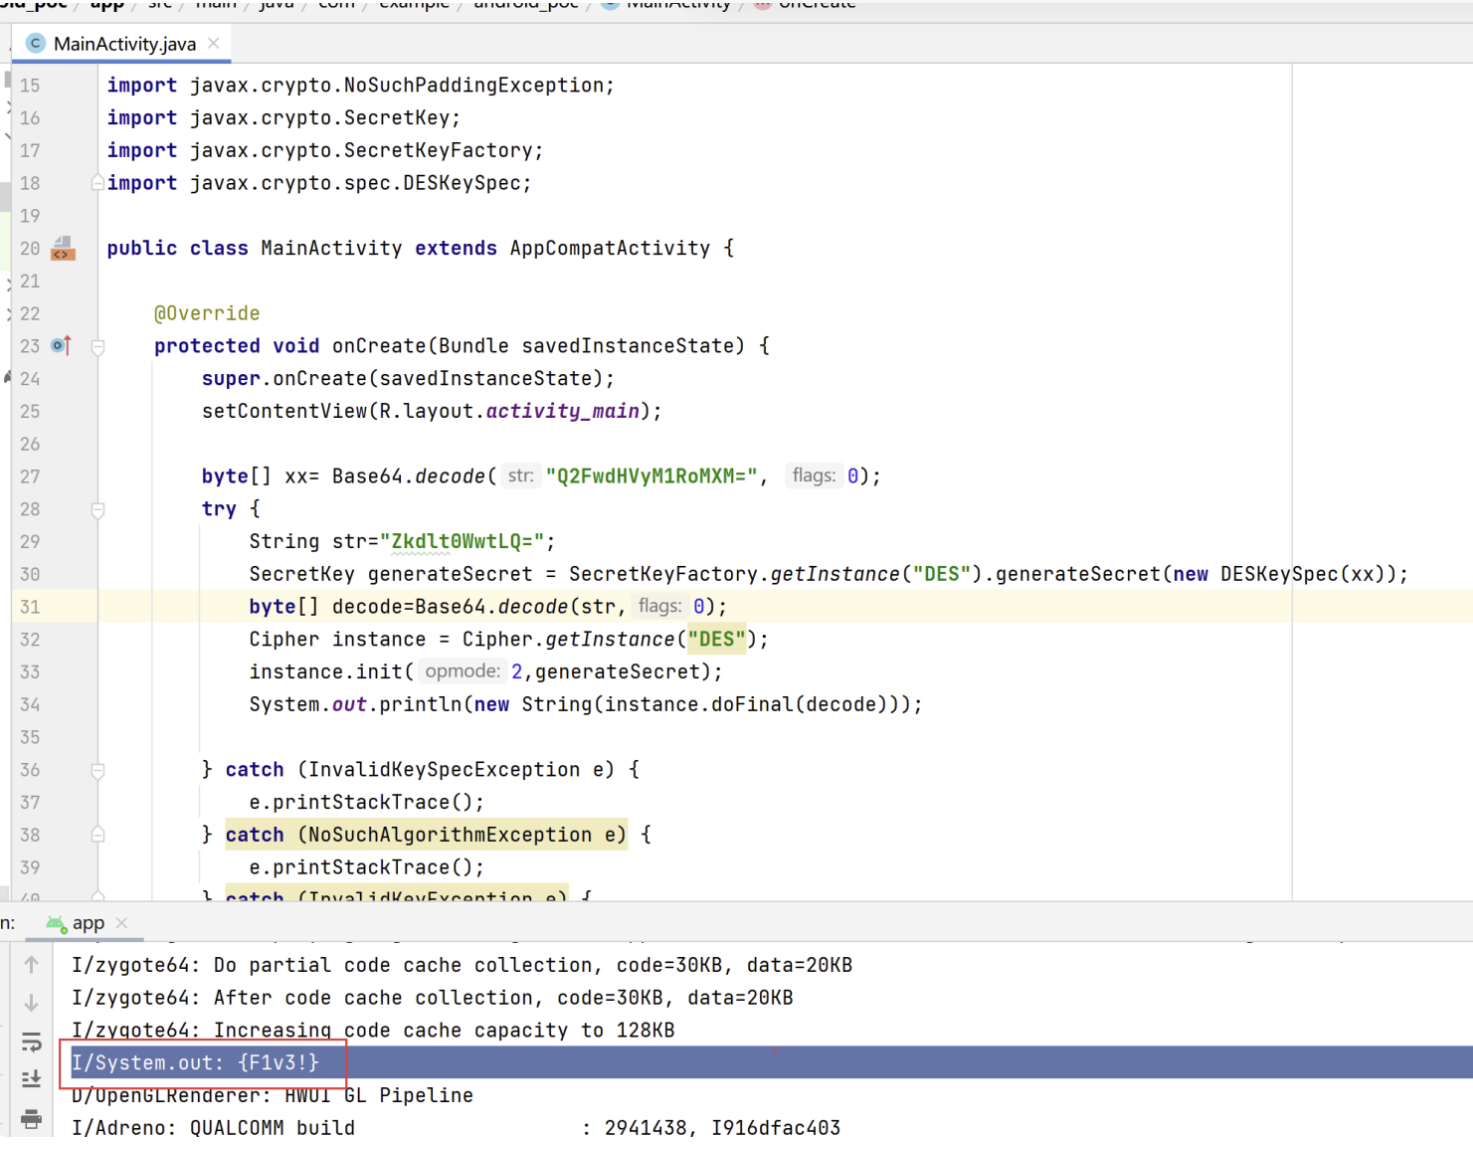 app / src / main / java / com / example / android_poc / MainActivity / onCreate
MainActivity.java
15 import javax.crypto.NoSuchPaddingException;
16 import javax.crypto.SecretKey;
17 import javax.crypto.SecretKeyFactory;
18 import javax.crypto.spec.DESKeySpec;
19
20 public class MainActivity extends AppCompatActivity {
21
22 @Override
23 protected void onCreate(Bundle savedInstanceState) {
24 super.onCreate(savedInstanceState);
25 setContentView(R.layout.activity_main);
26
27 byte[] xx= Base64.decode( str: "Q2FwdHVyM1RoMXM=", flags: 0);
28 try {
29 String str="Zkdlt0WwtLQ=";
30 SecretKey generateSecret = SecretKeyFactory.getInstance("DES").generateSecret(new DESKeySpec(xx));
31 byte[] decode=Base64.decode(str, flags: 0);
32 Cipher instance = Cipher.getInstance("DES");
33 instance.init( opmode: 2,generateSecret);
34 System.out.println(new String(instance.doFinal(decode)));
35
36 } catch (InvalidKeySpecException e) {
37 e.printStackTrace();
38 } catch (NoSuchAlgorithmException e) {
39 e.printStackTrace();
40 } catch (InvalidKeyException e) {
n: app
I/zygote64: Do partial code cache collection, code=30KB, data=20KB
I/zygote64: After code cache collection, code=30KB, data=20KB
I/zygote64: Increasing code cache capacity to 128KB
I/System.out: {F1v3!}
D/OpenGLRenderer: HWUI GL Pipeline
I/Adreno: QUALCOMM build : 2941438, I916dfac403